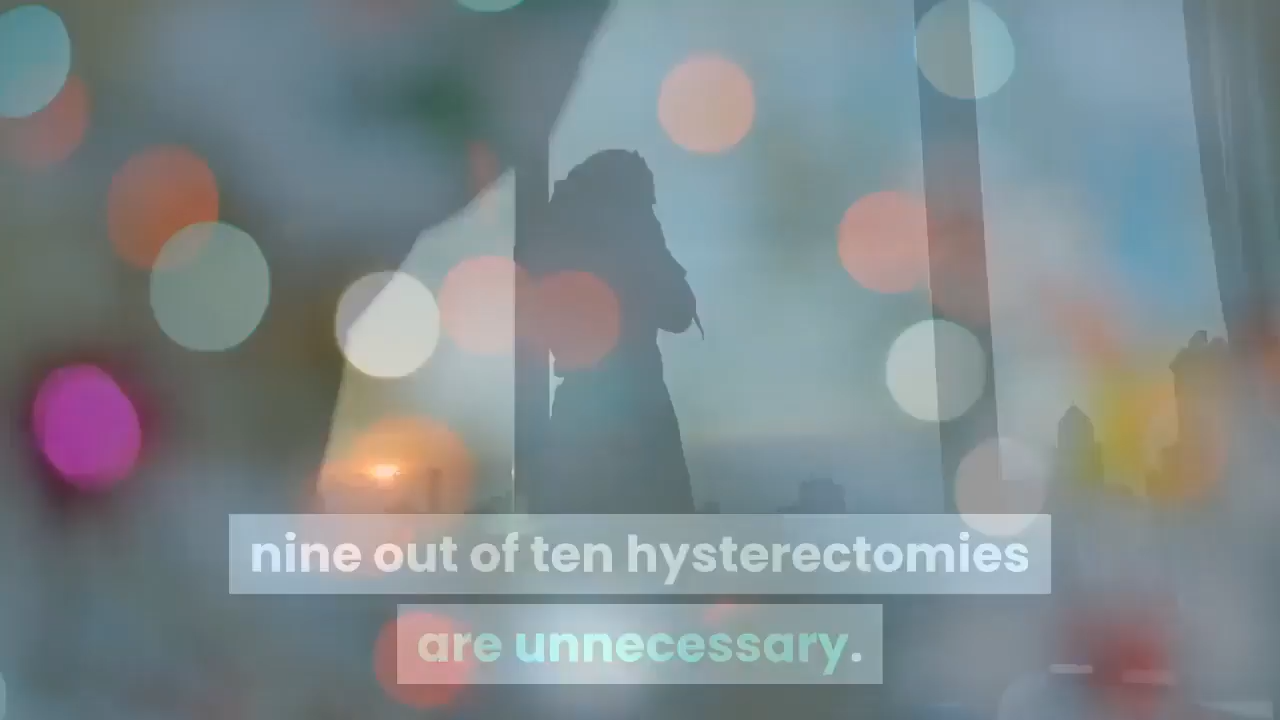 nine out of ten hysterectomies
are unnecessary.